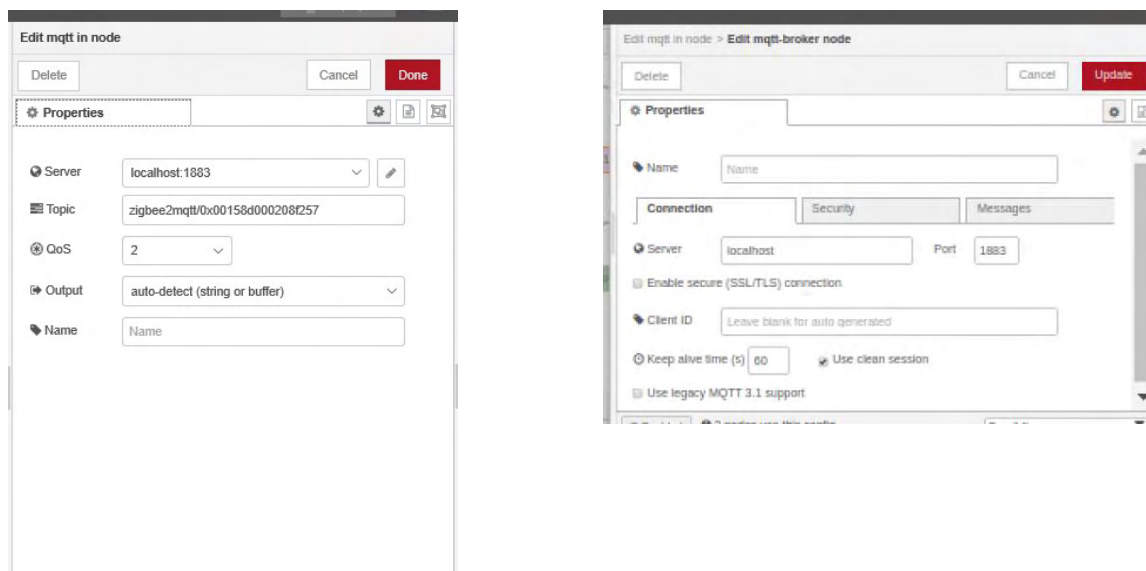 Edit mqtt in node
Delete
Cancel
Done
Properties
Server
localhost:1883
Topic
zigbee2mqtt/0x00158d000208f257
QoS
2
Output
auto-detect (string or buffer)
Name
Name
Edit mqtt in node > Edit mqtt-broker node
Delete
Cancel
Update
Properties
Name
Name
Connection
Security
Messages
Server
localhost
Port
1883
Enable secure (SSL/TLS) connection
Client ID
Leave blank for auto generated
Keep alive time (s)
60
Use clean session
Use legacy MQTT 3.1 support